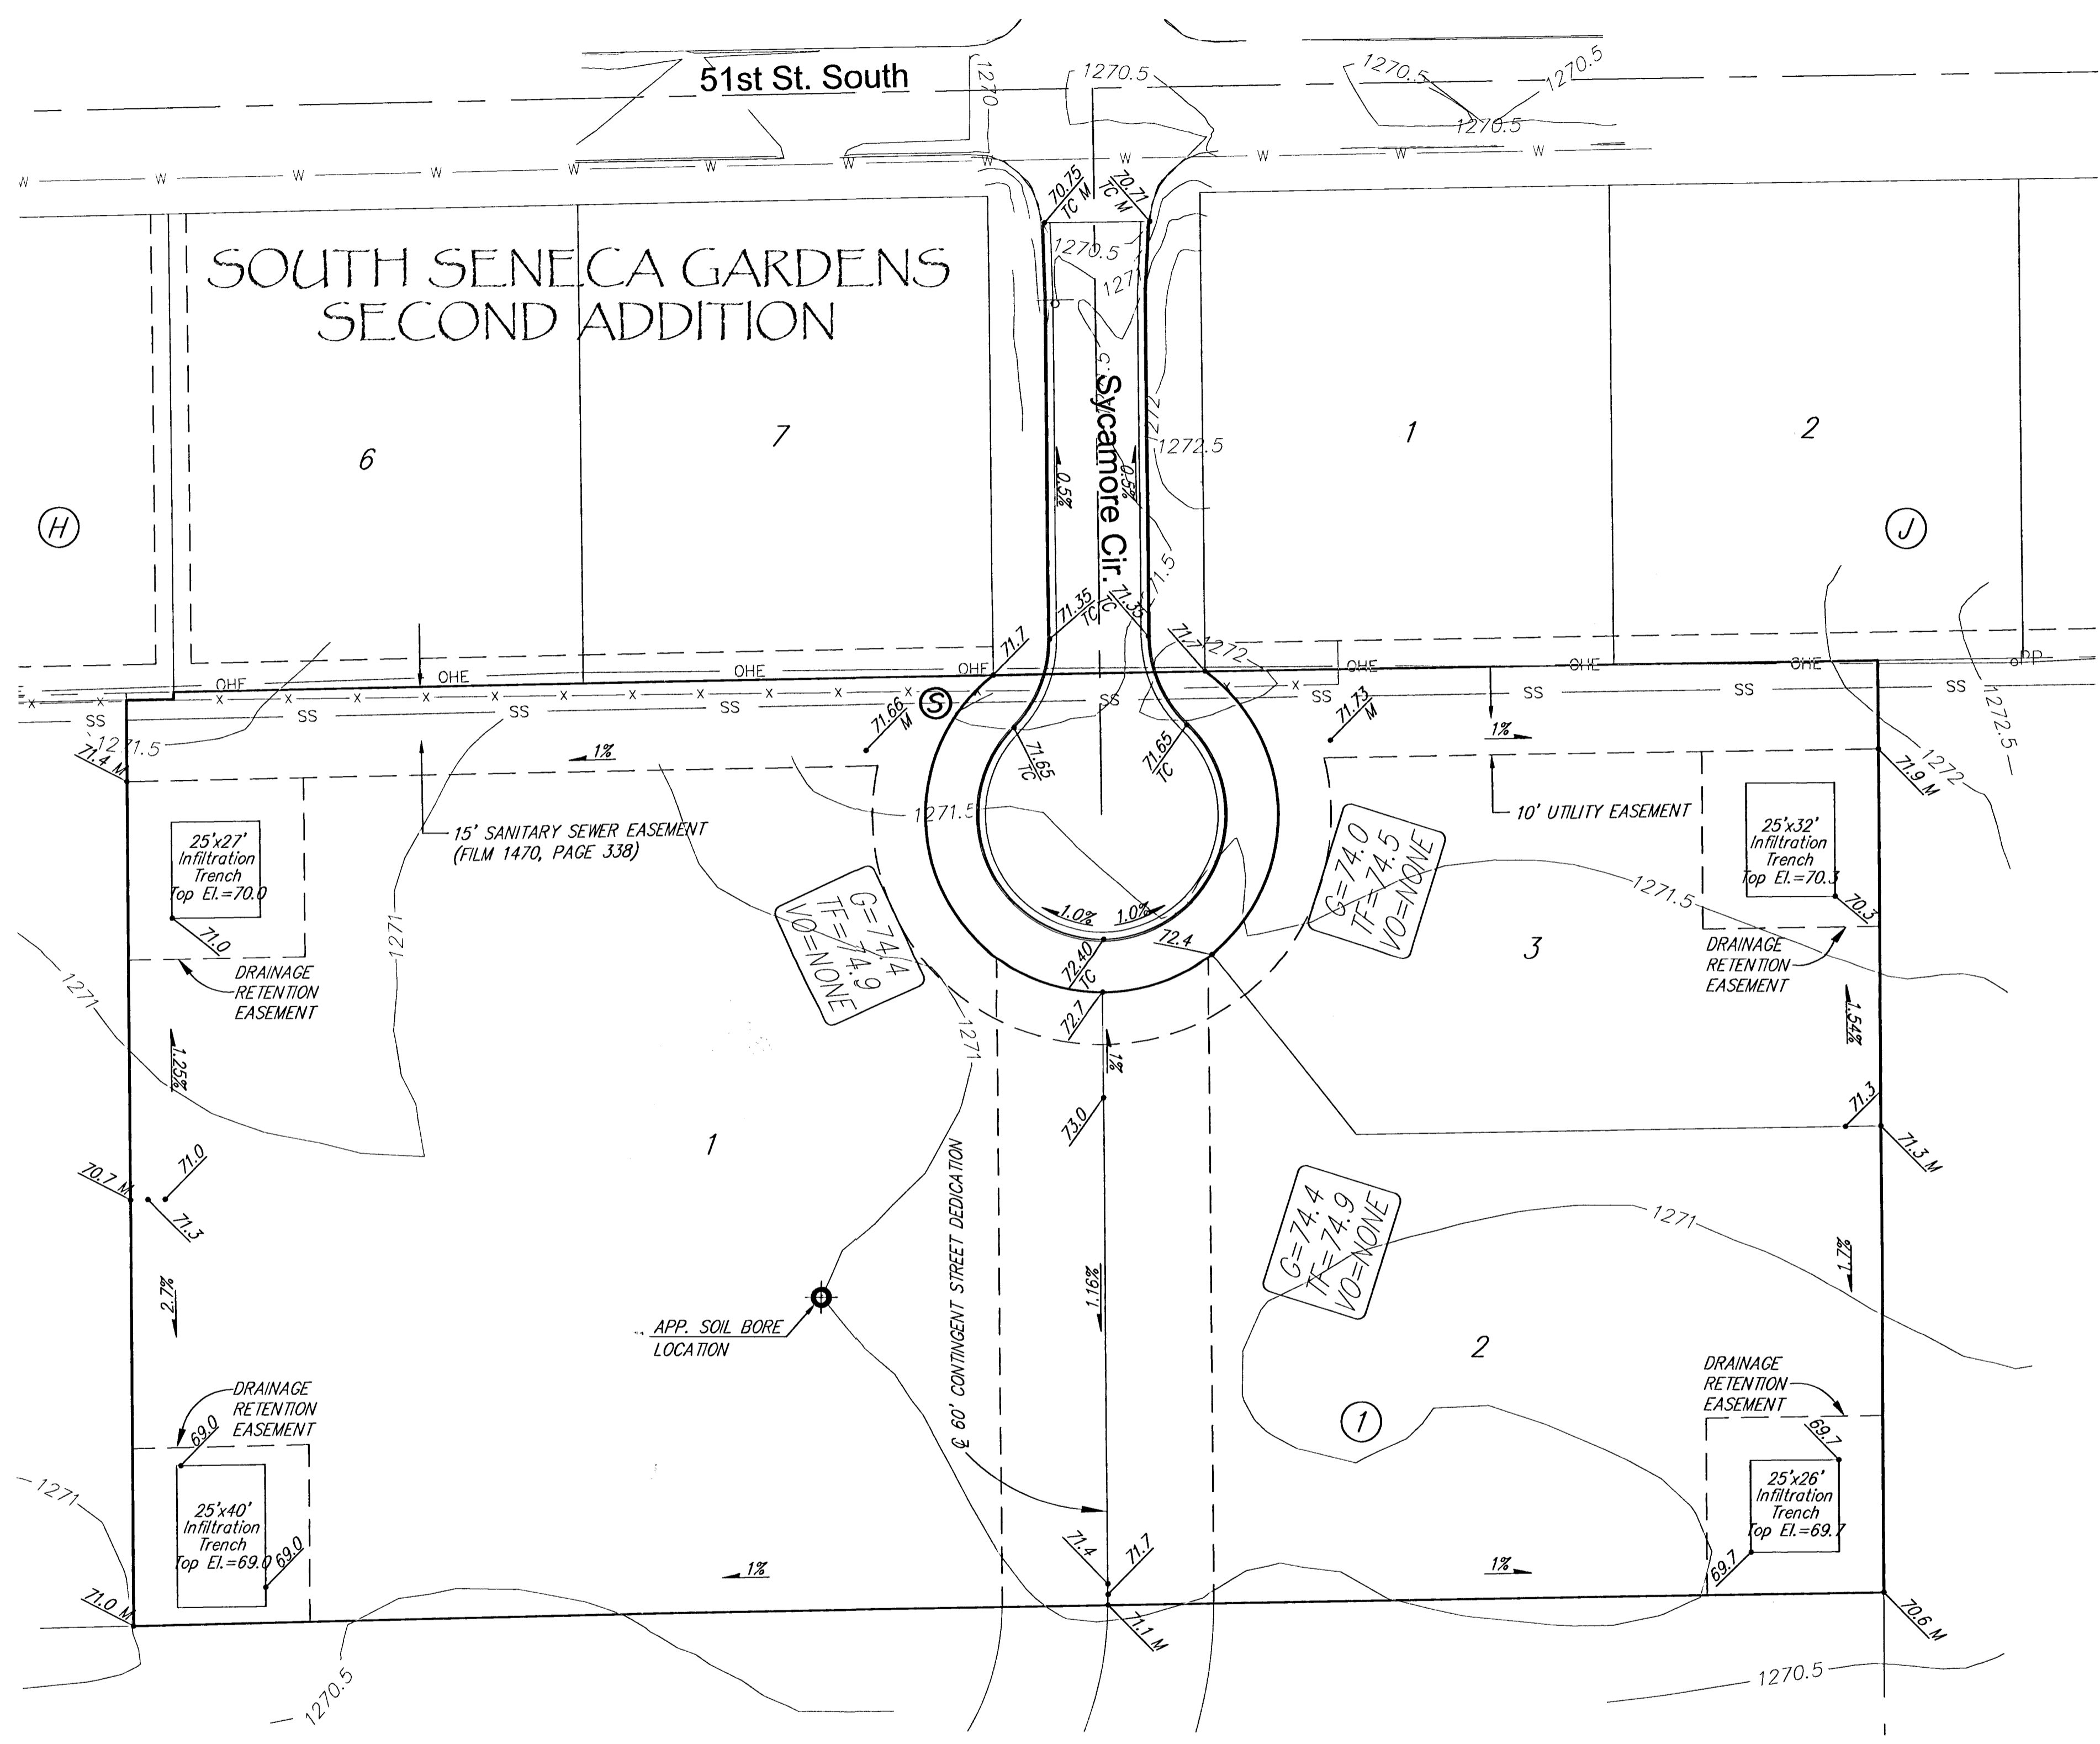 51st St. South
1270
1270.5
1270.5
1270.5
1270.5
W W W W W W W W W W W W
70.75
TC M
70.71
TC M
1270.5
127
SOUTH SENECA GARDENS
SECOND ADDITION
Sycamore Cir.
6
7
1
2
1272.5
H
J
0.5%
0.5%
71.35
TC
71.35
TC
71.7
1272
OHE OHE OHE OHE OHE
PP
x x x x x x x x x x
SS SS SS SS SS SS SS SS SS
S
71.66
M
71.73
M
1271.5
71.4 M
1%
1%
71.65
TC
71.65
TC
1272.5
1272
71.9 M
1271.5
15' SANITARY SEWER EASEMENT
(FILM 1470, PAGE 338)
10' UTILITY EASEMENT
25'x27'
Infiltration
Trench
Top El.=70.0
71.0
25'x32'
Infiltration
Trench
Top El.=70.3
70.3
G=74.4
TF=74.9
VO=NONE
G=74.0
TF=74.5
VO=NONE
1271.5
1.0%
1.0%
72.4
72.40
TC
72.7
3
DRAINAGE
RETENTION
EASEMENT
DRAINAGE
RETENTION
EASEMENT
1271
1271
1271
1.25%
1.54%
1%
73.0
1
71.3
71.3 M
70.7 M
71.0
71.3
2.7%
1.16%
℄ 60' CONTINGENT STREET DEDICATION
G=74.4
TF=74.9
VO=NONE
1271
1.1%
APP. SOIL BORE
LOCATION
2
1
DRAINAGE
RETENTION
EASEMENT
69.0
DRAINAGE
RETENTION
EASEMENT
69.7
1271
25'x40'
Infiltration
Trench
Top El.=69.0
69.0
25'x26'
Infiltration
Trench
Top El.=69.7
69.7
1%
1%
71.4
71.7
71.0 M
71.1 M
70.6 M
1270.5
1270.5